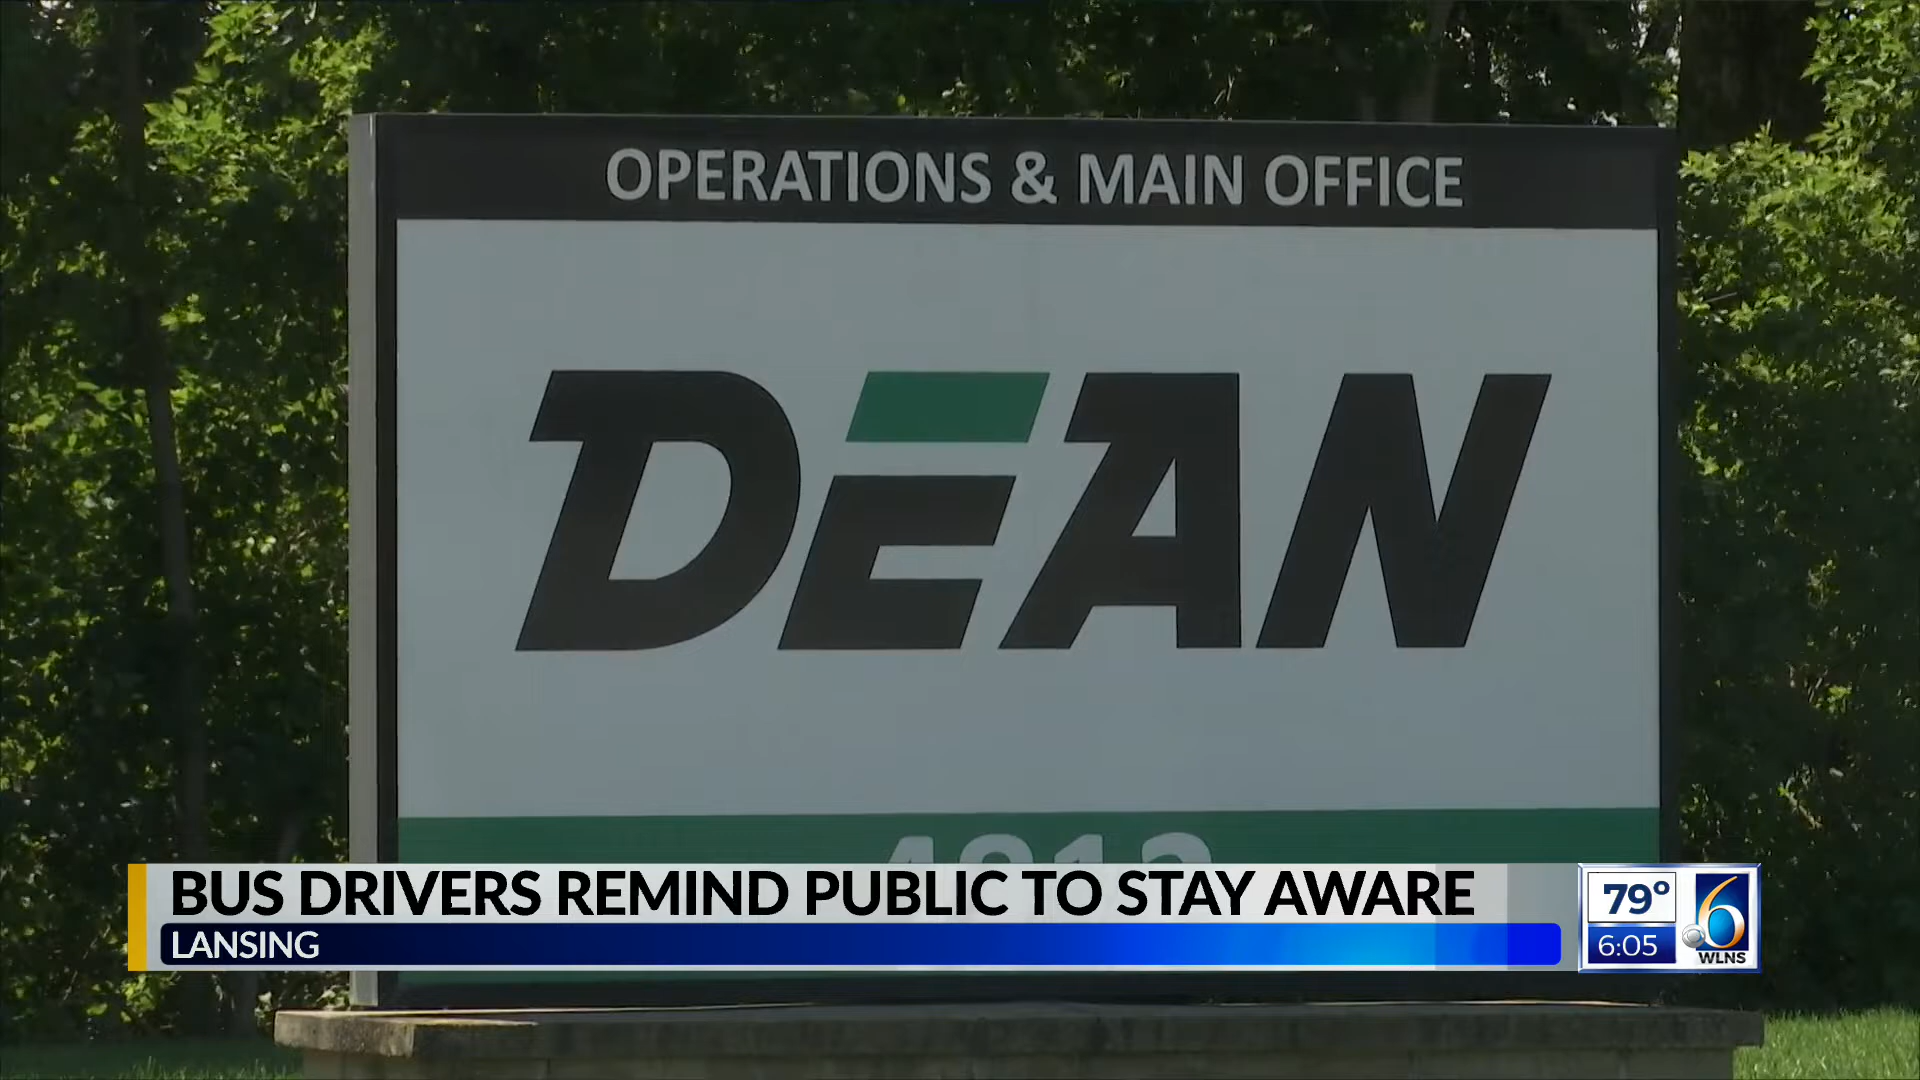 OPERATIONS & MAIN OFFICE
DEAN
BUS DRIVERS REMIND PUBLIC TO STAY AWARE
LANSING
79°
6:05
6
WLNS